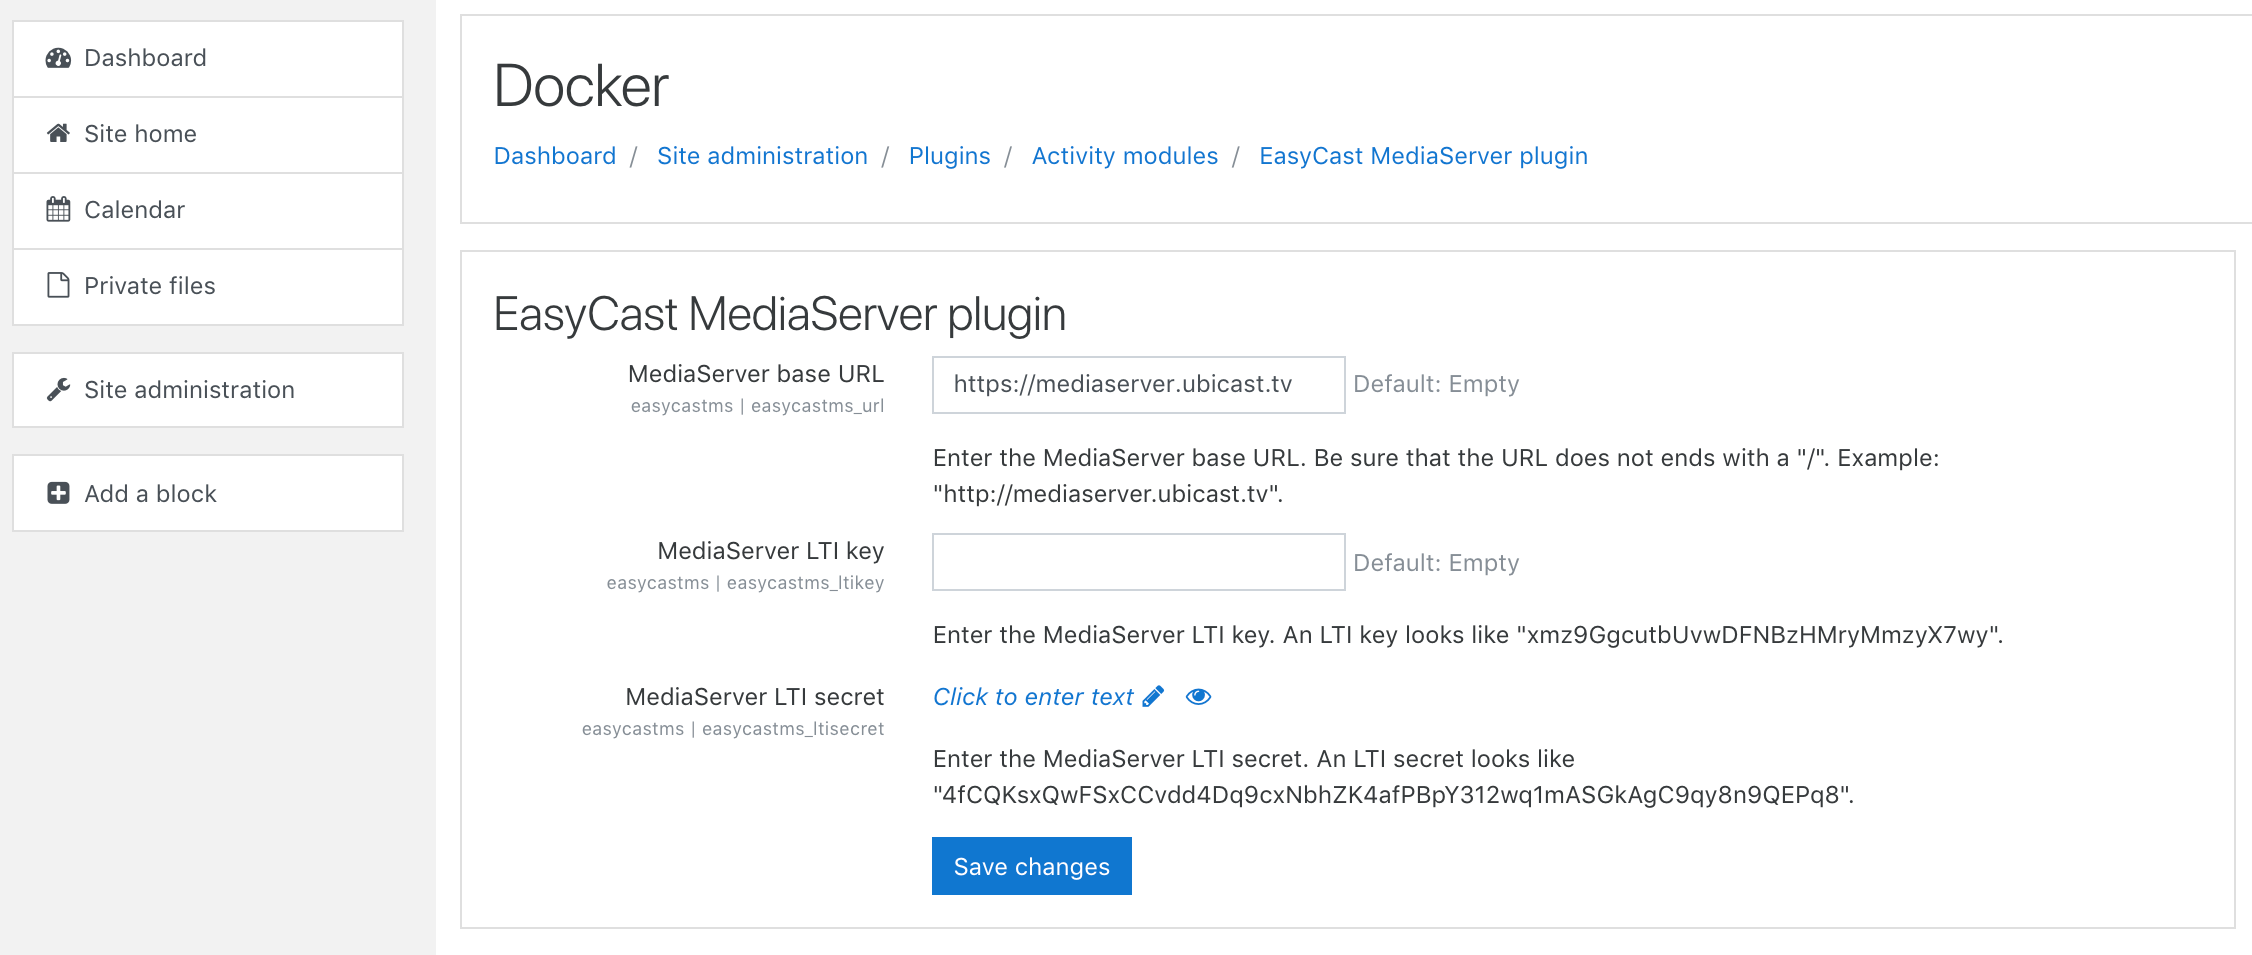 Dashboard
Site home
Calendar
Private files
Site administration
Add a block
Docker
Dashboard / Site administration / Plugins / Activity modules / EasyCast MediaServer plugin
EasyCast MediaServer plugin
MediaServer base URL
easycastms | easycastms_url
https://mediaserver.ubicast.tv Default: Empty
Enter the MediaServer base URL. Be sure that the URL does not ends with a "/". Example:
"http://mediaserver.ubicast.tv".
MediaServer LTI key
easycastms | easycastms_ltikey
Default: Empty
Enter the MediaServer LTI key. An LTI key looks like "xmz9GgcutbUvwDFNBzHMryMmzyX7wy".
MediaServer LTI secret
easycastms | easycastms_ltisecret
Click to enter text
Enter the MediaServer LTI secret. An LTI secret looks like
"4fCQKsxQwFSxCCvdd4Dq9cxNbhZK4afPBpY312wq1mASGkAgC9qy8n9QEPq8".
Save changes